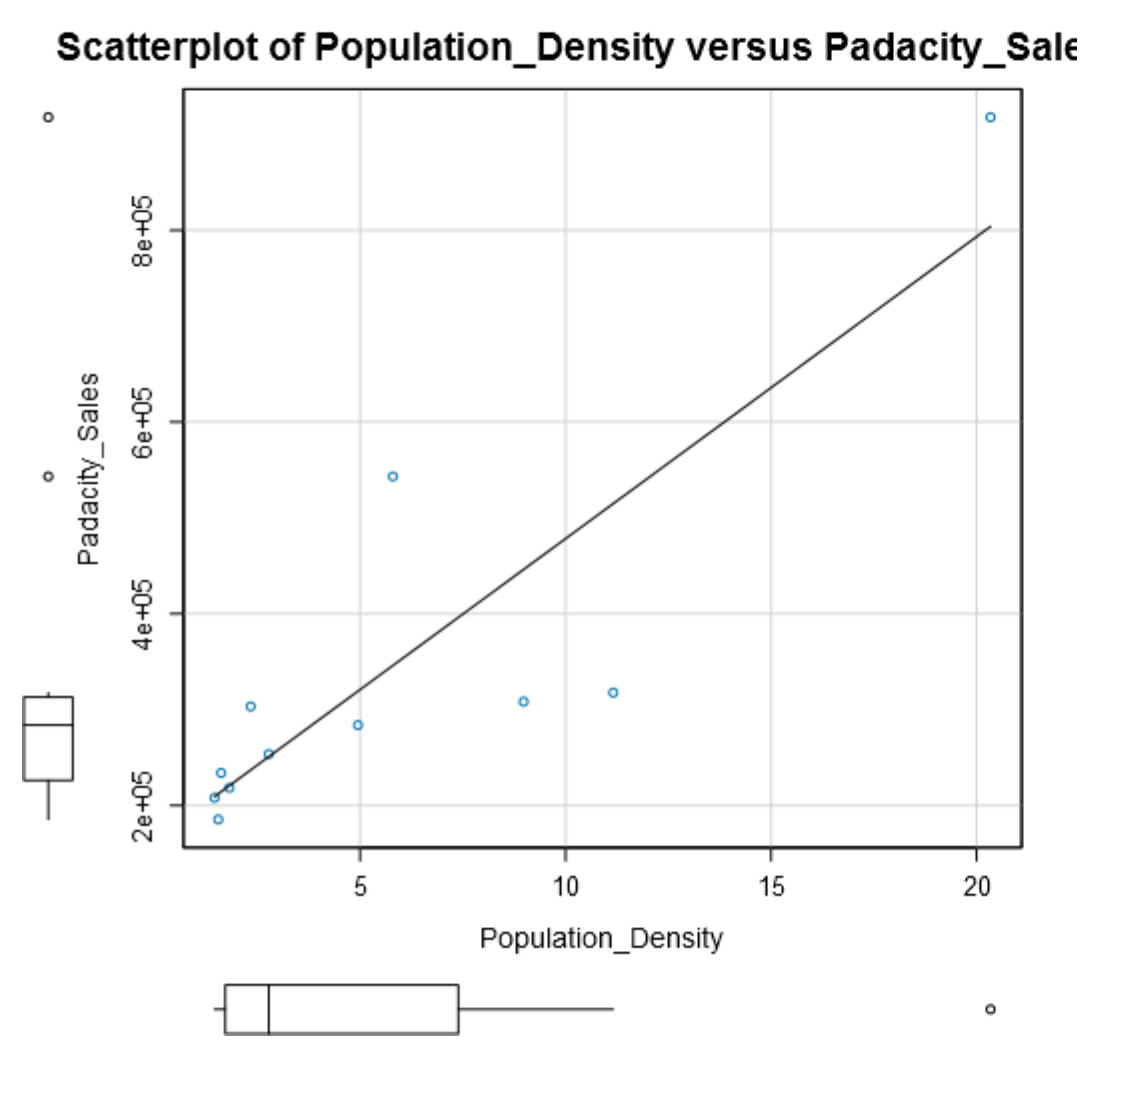 Scatterplot of Population_Density versus Padacity_Sale
8e+05
6e+05
4e+05
2e+05
Padacity_Sales
5 10 15 20
Population_Density